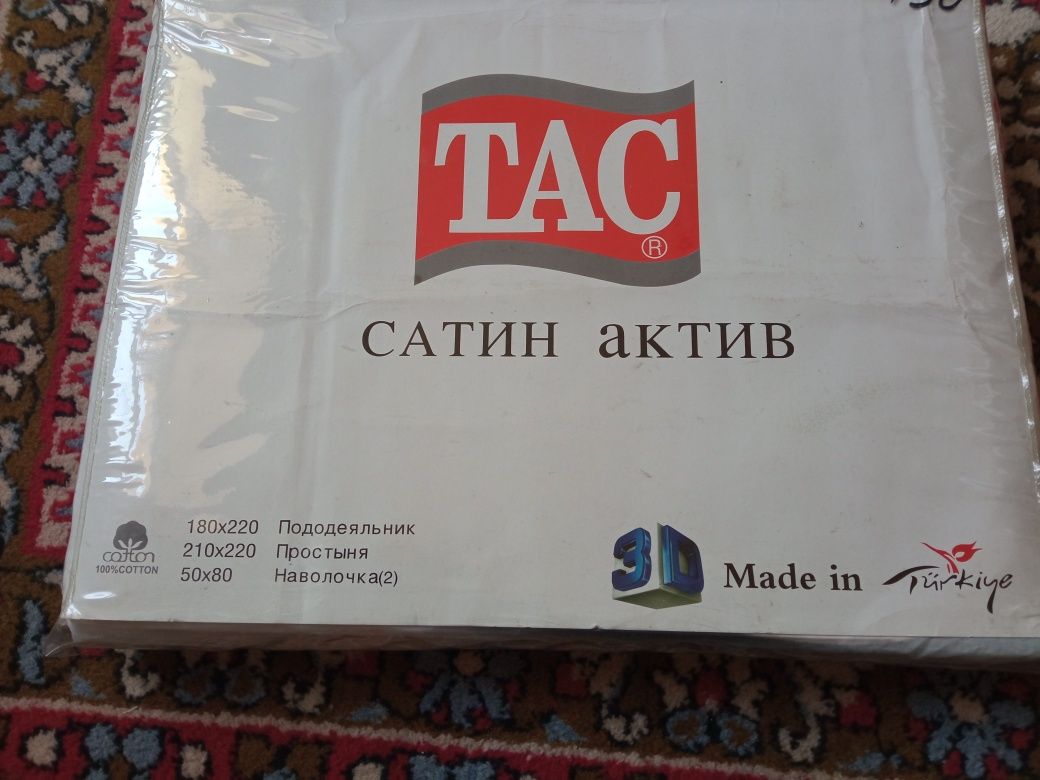 TAC
®
САТИН актив
cotton
100%COTTON
180x220 Пододеяльник
210x220 Простыня
50x80 Наволочка(2)
3D
Made in Türkiye